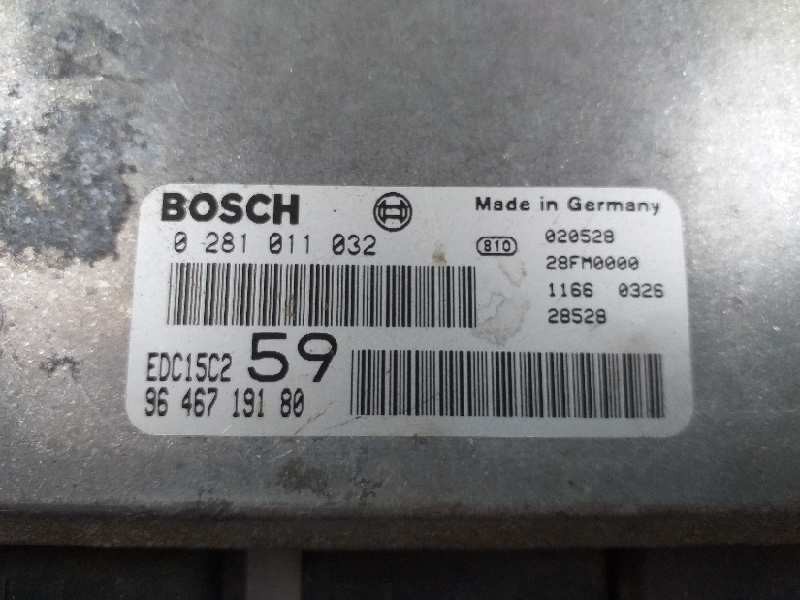 BOSCH
Made in Germany
0 281 011 032
810
020528
28FM0000
1166 0326
28528
EDC15C2 59
96 467 191 80